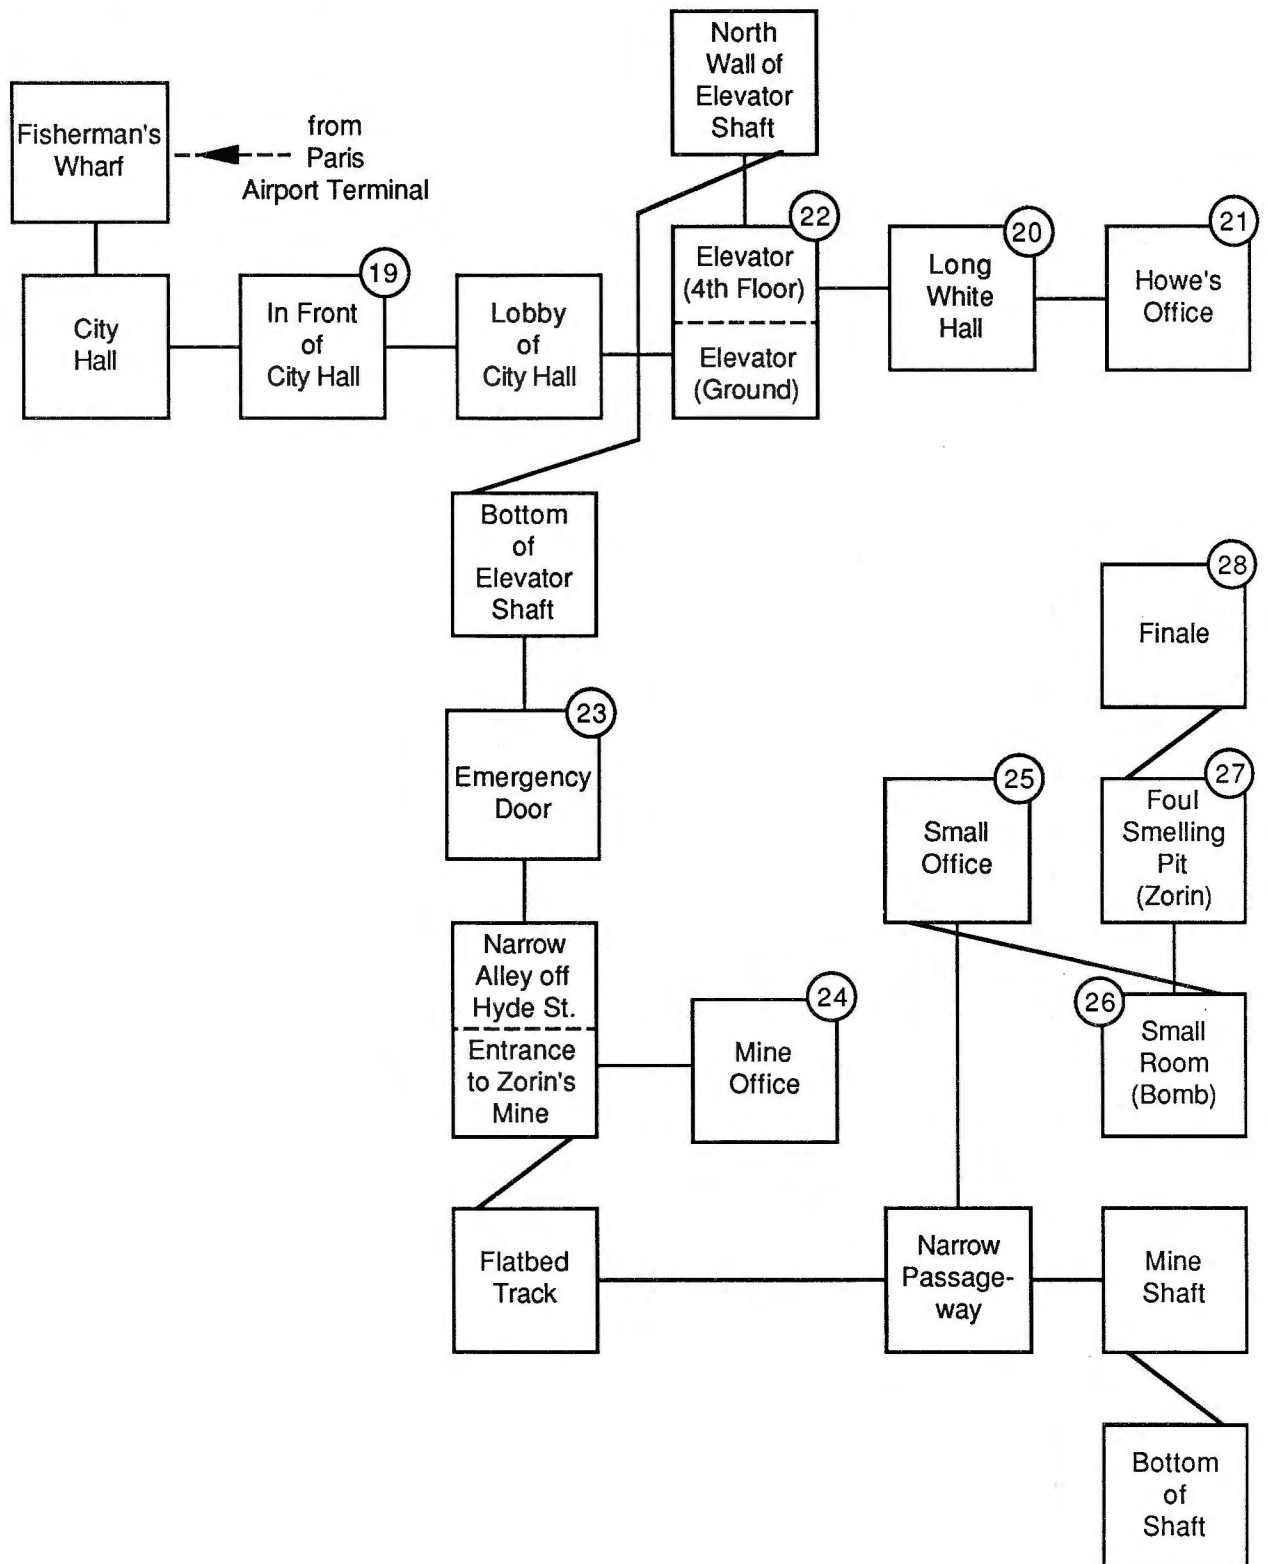 North
Wall of
Elevator
Shaft
Fisherman's
Wharf
from
Paris
Airport Terminal
22
20
21
19
Elevator
(4th Floor)
Long
White
Hall
Howe's
Office
City
Hall
In Front
of
City Hall
Lobby
of
City Hall
Elevator
(Ground)
Bottom
of
Elevator
Shaft
28
Finale
23
Emergency
Door
25
Small
Office
27
Foul
Smelling
Pit
(Zorin)
Narrow
Alley off
Hyde St.
Entrance
to Zorin's
Mine
24
Mine
Office
26
Small
Room
(Bomb)
Flatbed
Track
Narrow
Passage-
way
Mine
Shaft
Bottom
of
Shaft